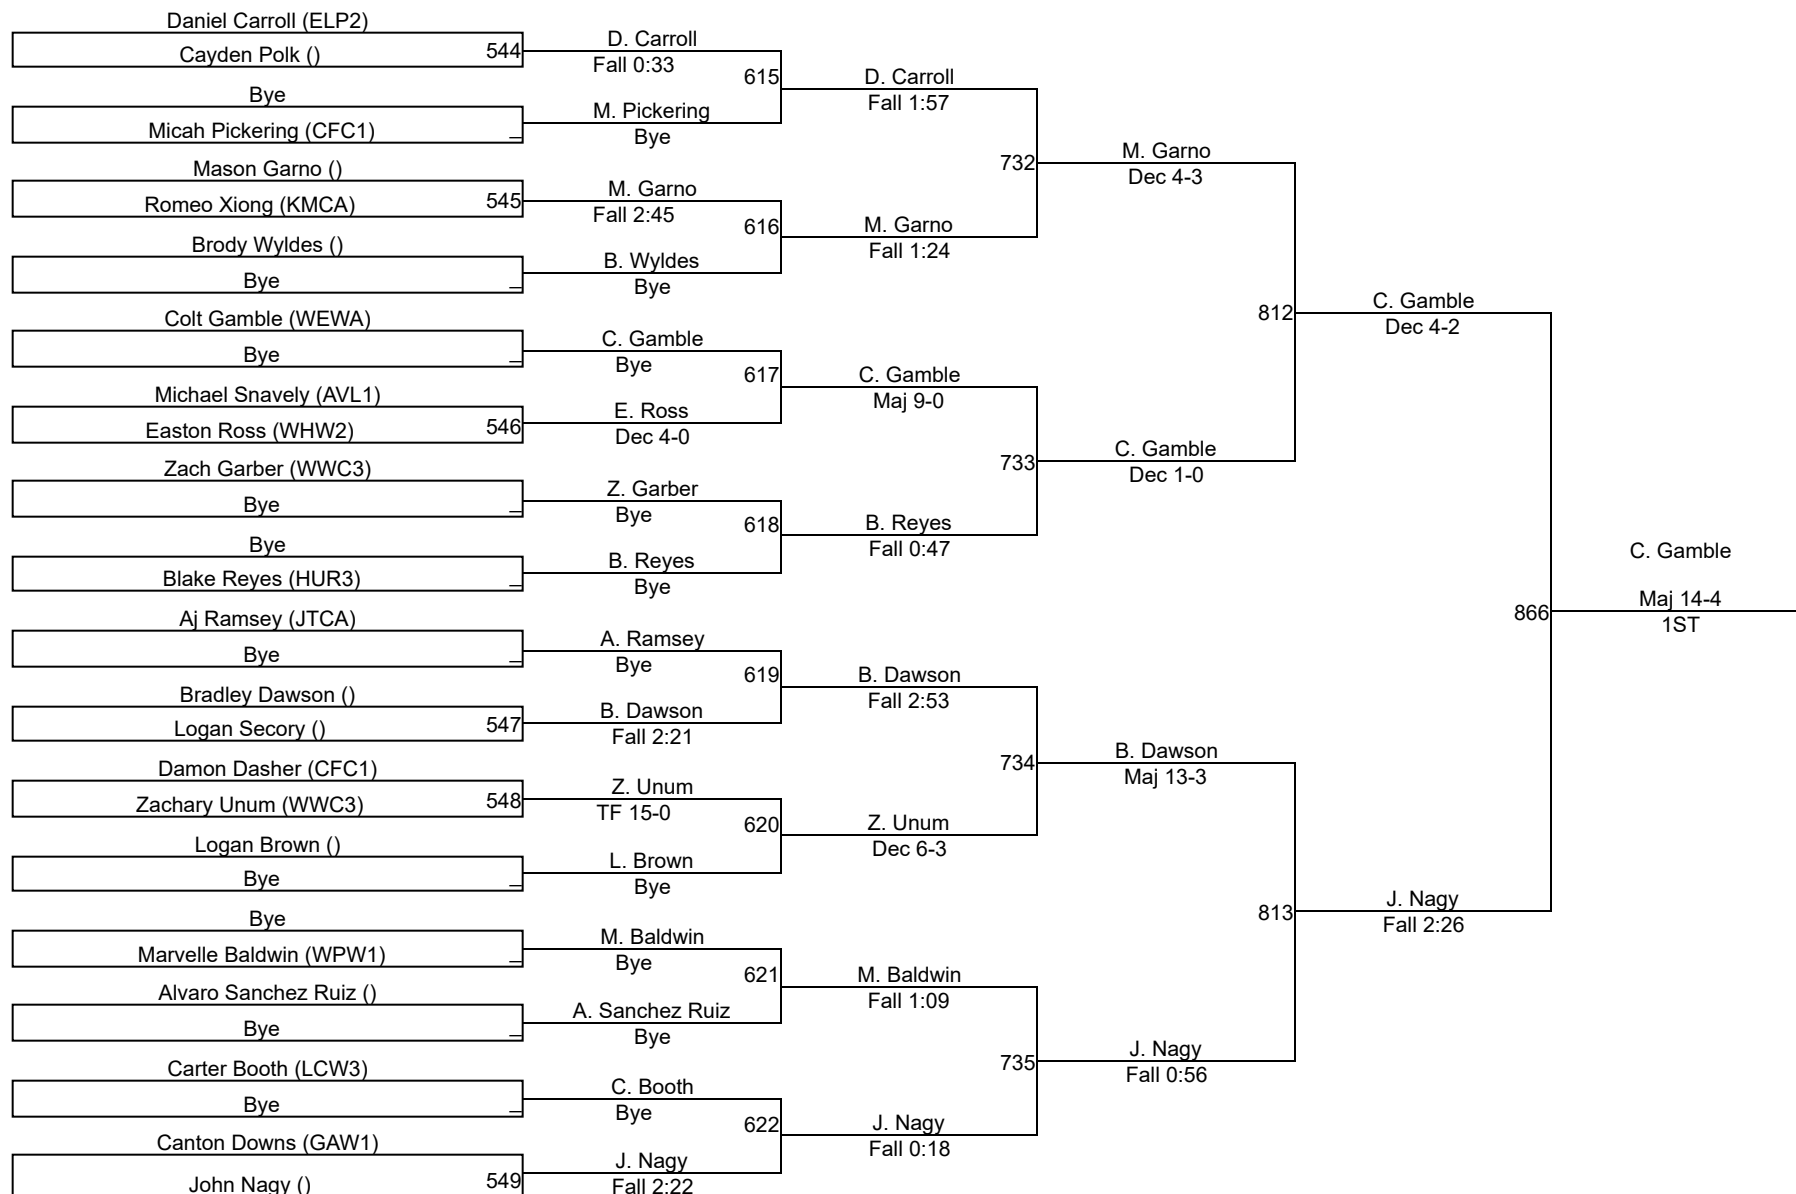 Daniel Carroll (ELP2)
Cayden Polk ()
544
Bye
Micah Pickering (CFC1)
_
Mason Garno ()
Romeo Xiong (KMCA)
545
Brody Wyldes ()
Bye
_
Colt Gamble (WEWA)
Bye
_
Michael Snavely (AVL1)
Easton Ross (WHW2)
546
Zach Garber (WWC3)
Bye
_
Bye
Blake Reyes (HUR3)
_
Aj Ramsey (JTCA)
Bye
_
Bradley Dawson ()
Logan Secory ()
547
Damon Dasher (CFC1)
Zachary Unum (WWC3)
548
Logan Brown ()
Bye
_
Bye
Marvelle Baldwin (WPW1)
_
Alvaro Sanchez Ruiz ()
Bye
_
Carter Booth (LCW3)
Bye
_
Canton Downs (GAW1)
John Nagy ()
549
D. Carroll
Fall 0:33
615
M. Pickering
Bye
M. Garno
Fall 2:45
616
B. Wyldes
Bye
C. Gamble
Bye
617
E. Ross
Dec 4-0
Z. Garber
Bye
618
B. Reyes
Bye
A. Ramsey
Bye
619
B. Dawson
Fall 2:21
Z. Unum
TF 15-0
620
L. Brown
Bye
M. Baldwin
Bye
621
A. Sanchez Ruiz
Bye
C. Booth
Bye
622
J. Nagy
Fall 2:22
D. Carroll
Fall 1:57
732
M. Garno
Fall 1:24
C. Gamble
Maj 9-0
733
B. Reyes
Fall 0:47
B. Dawson
Fall 2:53
734
Z. Unum
Dec 6-3
M. Baldwin
Fall 1:09
735
J. Nagy
Fall 0:18
M. Garno
Dec 4-3
812
C. Gamble
Dec 1-0
B. Dawson
Maj 13-3
813
J. Nagy
Fall 0:56
C. Gamble
Dec 4-2
866
J. Nagy
Fall 2:26
C. Gamble
Maj 14-4
1ST